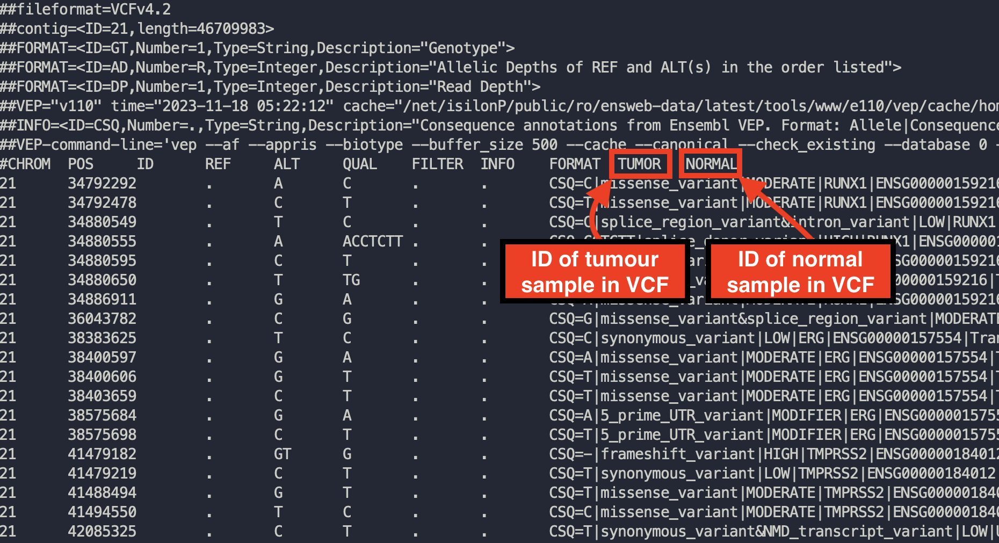 ##fileformat=VCFv4.2
##contig=<ID=21,length=46709983>
##FORMAT=<ID=GT,Number=1,Type=String,Description="Genotype">
##FORMAT=<ID=AD,Number=R,Type=Integer,Description="Allelic Depths of REF and ALT(s) in the order listed">
##FORMAT=<ID=DP,Number=1,Type=Integer,Description="Read Depth">
##VEP="v110" time="2023-11-18 05:22:12" cache="/net/isilonP/public/ro/ensweb-data/latest/tools/www/e110/vep/cache/hom
##INFO=<ID=CSQ,Number=.,Type=String,Description="Consequence annotations from Ensembl VEP. Format: Allele|Consequence
##VEP-command-line='vep --af --appris --biotype --buffer_size 500 --cache --canonical --check_existing --database 0 -
#CHROM POS ID REF ALT QUAL FILTER INFO FORMAT TUMOR NORMAL
21 34792292 . A C . . CSQ=C|missense_variant|MODERATE|RUNX1|ENSG00000159216
21 34792478 . C T . . CSQ=T|missense_variant|MODERATE|RUNX1|ENSG00000159216
21 34880549 . T C . . CSQ=C|splice_region_variant&intron_variant|LOW|RUNX1
21 34880555 . A ACCTCTT . . X1|ENSG000001
21 34880595 . C T . . SG00000159216
21 34880650 . T TG . . 00000159216|T
21 34886911 . G A . . SG00000159216
21 36043782 . C G . . CSQ=G|missense_variant&splice_region_variant|MODERATE
21 38383625 . T C . . CSQ=C|synonymous_variant|LOW|ERG|ENSG00000157554|Tran
21 38400597 . G A . . CSQ=A|missense_variant|MODERATE|ERG|ENSG00000157554|T
21 38400606 . G T . . CSQ=T|missense_variant|MODERATE|ERG|ENSG00000157554|T
21 38403659 . C T . . CSQ=T|missense_variant|MODERATE|ERG|ENSG00000157554|T
21 38575684 . G A . . CSQ=A|5_prime_UTR_variant|MODIFIER|ERG|ENSG0000015755
21 38575698 . C T . . CSQ=T|5_prime_UTR_variant|MODIFIER|ERG|ENSG0000015755
21 41479182 . GT G . . CSQ=-|frameshift_variant|HIGH|TMPRSS2|ENSG00000184012
21 41479219 . C T . . CSQ=T|synonymous_variant|LOW|TMPRSS2|ENSG00000184012
21 41488494 . G T . . CSQ=T|missense_variant|MODERATE|TMPRSS2|ENSG000001840
21 41494550 . T C . . CSQ=C|missense_variant|MODERATE|TMPRSS2|ENSG000001840
21 42085325 . C T . . CSQ=T|synonymous_variant&NMD_transcript_variant|LOW|U
ID of tumour
sample in VCF
ID of normal
sample in VCF